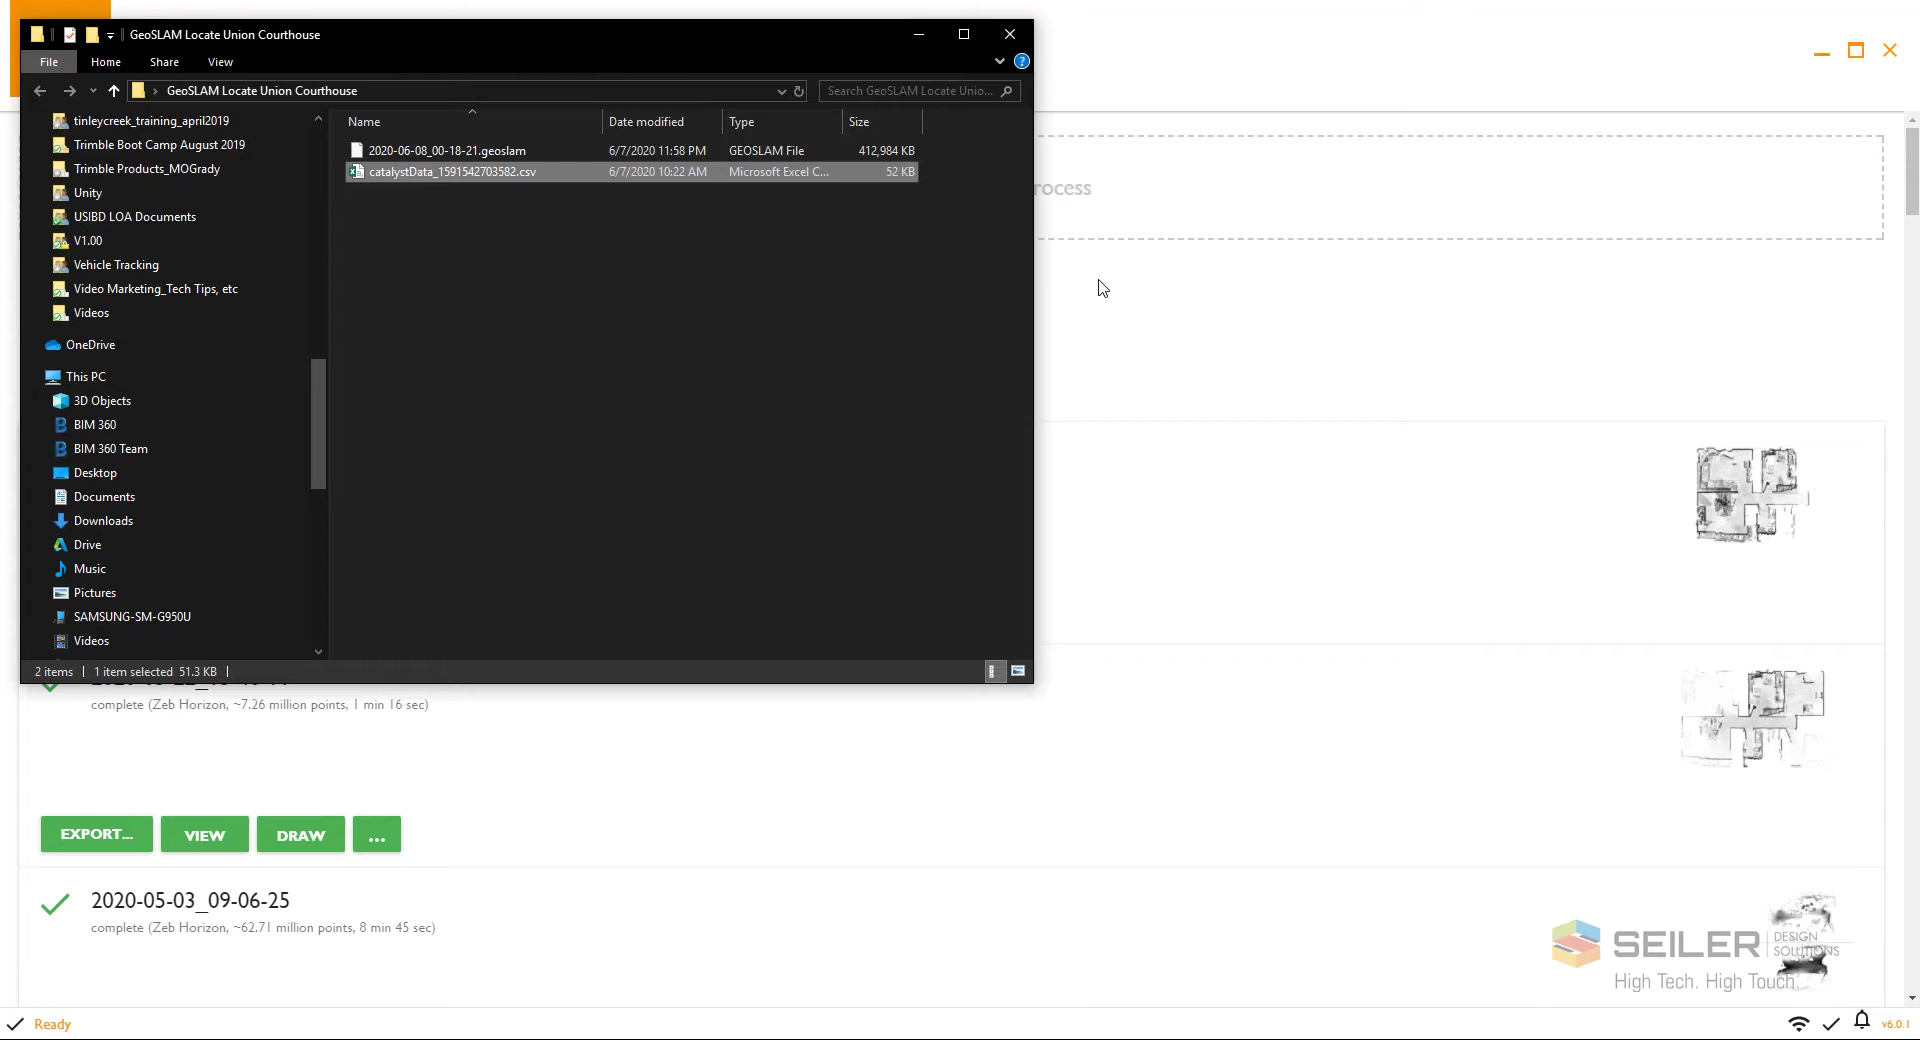 GeoSLAM Locate Union Courthouse
File Home Share View
GeoSLAM Locate Union Courthouse
Search GeoSLAM Locate Unio...
Name Date modified Type Size
2020-06-08_00-18-21.geoslam 6/7/2020 11:58 PM GEOSLAM File 412,984 KB
catalystData_1591542703582.csv 6/7/2020 10:22 AM Microsoft Excel C... 52 KB
tinleycreek_training_april2019
Trimble Boot Camp August 2019
Trimble Products_MOGrady
Unity
USIBD LOA Documents
V1.00
Vehicle Tracking
Video Marketing_Tech Tips, etc
Videos
OneDrive
This PC
3D Objects
BIM 360
BIM 360 Team
Desktop
Documents
Downloads
Drive
Music
Pictures
SAMSUNG-SM-G950U
Videos
2 items 1 item selected 51.3 KB
rocess
complete (Zeb Horizon, ~7.26 million points, 1 min 16 sec)
EXPORT... VIEW DRAW ...
2020-05-03_09-06-25
complete (Zeb Horizon, ~62.71 million points, 8 min 45 sec)
SEILER DESIGN SOLUTIONS
High Tech. High Touch.
Ready
v6.0.1